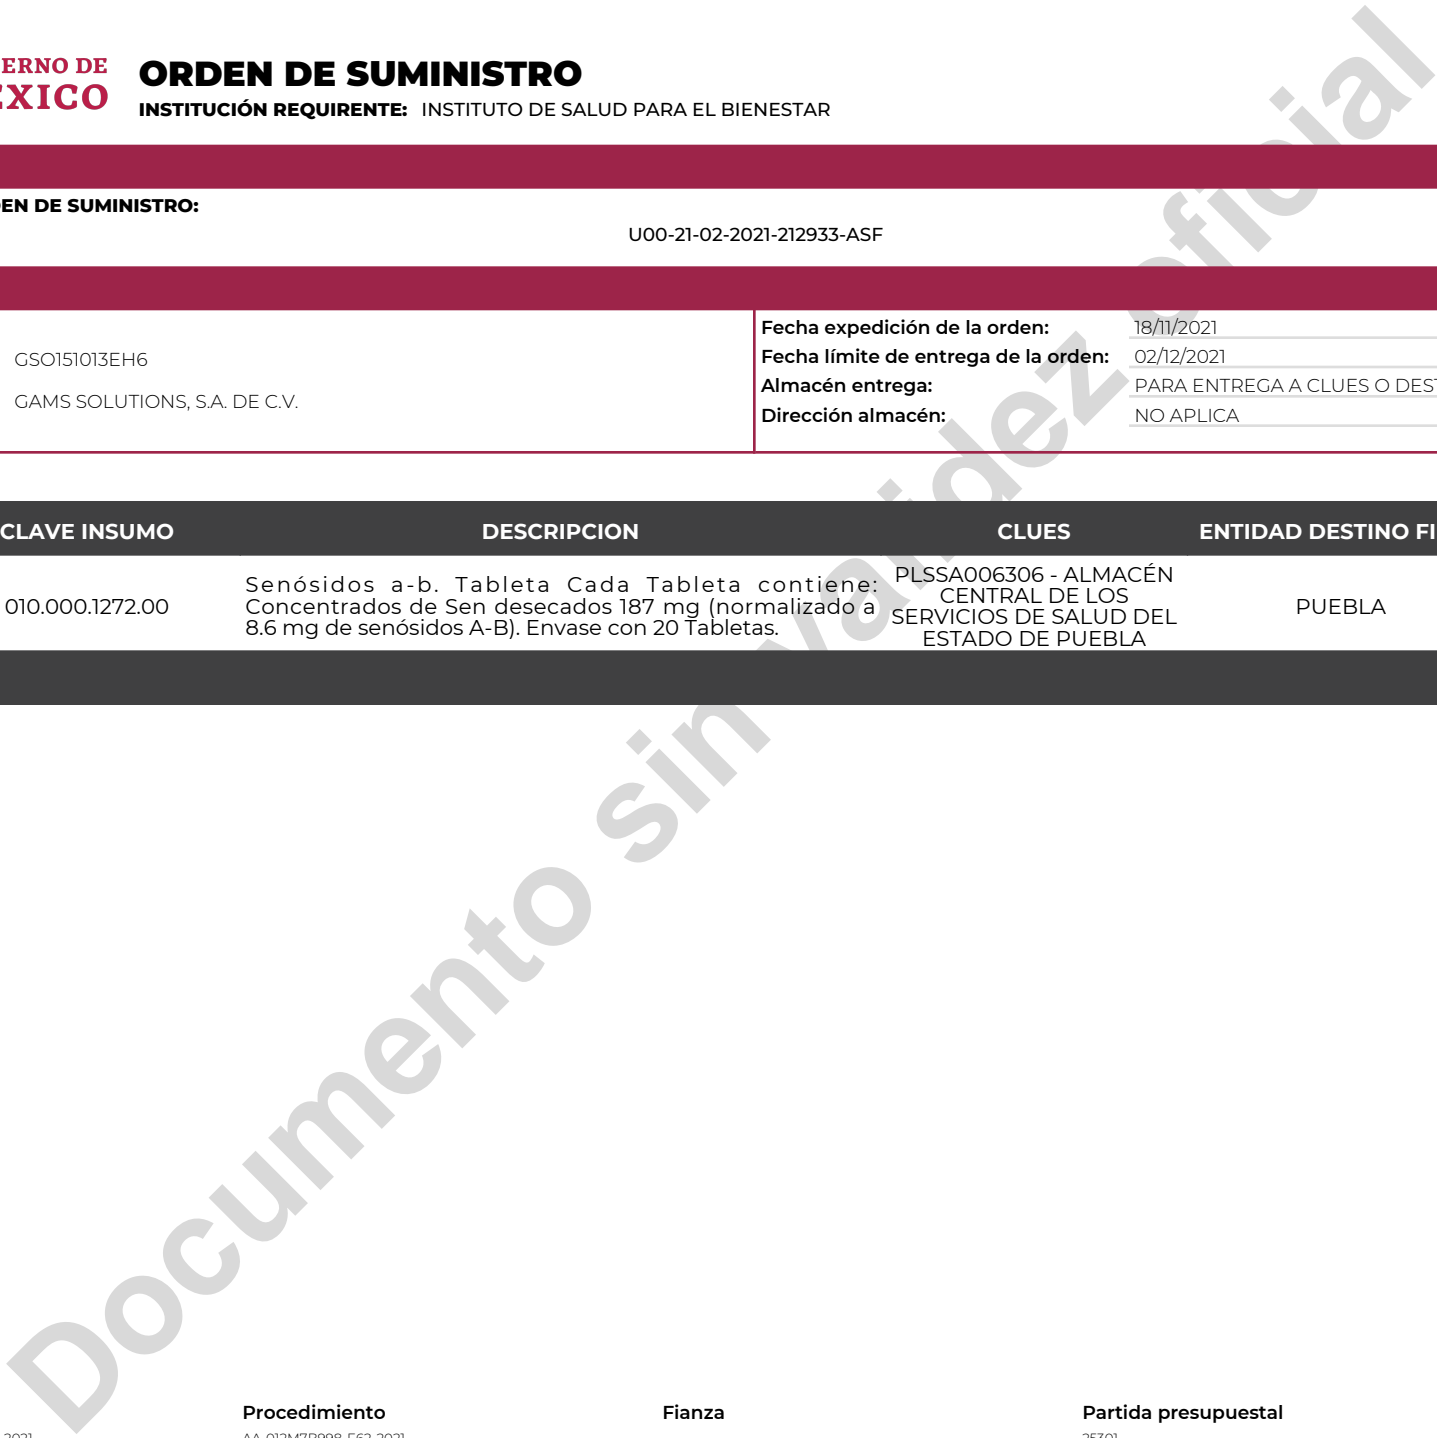 ERNO DE
ÉXICO
ORDEN DE SUMINISTRO
INSTITUCIÓN REQUIRENTE: INSTITUTO DE SALUD PARA EL BIENESTAR
EN DE SUMINISTRO:
U00-21-02-2021-212933-ASF
GSO151013EH6
GAMS SOLUTIONS, S.A. DE C.V.
Fecha expedición de la orden: 18/11/2021
Fecha límite de entrega de la orden: 02/12/2021
Almacén entrega: PARA ENTREGA A CLUES O DEST
Dirección almacén: NO APLICA
CLAVE INSUMO DESCRIPCION CLUES ENTIDAD DESTINO FI
010.000.1272.00
Senósidos a-b. Tableta Cada Tableta contiene:
Concentrados de Sen desecados 187 mg (normalizado a
8.6 mg de senósidos A-B). Envase con 20 Tabletas.
PLSSA006306 - ALMACÉN
CENTRAL DE LOS
SERVICIOS DE SALUD DEL
ESTADO DE PUEBLA
PUEBLA
Documento sin validez oficial
Procedimiento Fianza Partida presupuestal